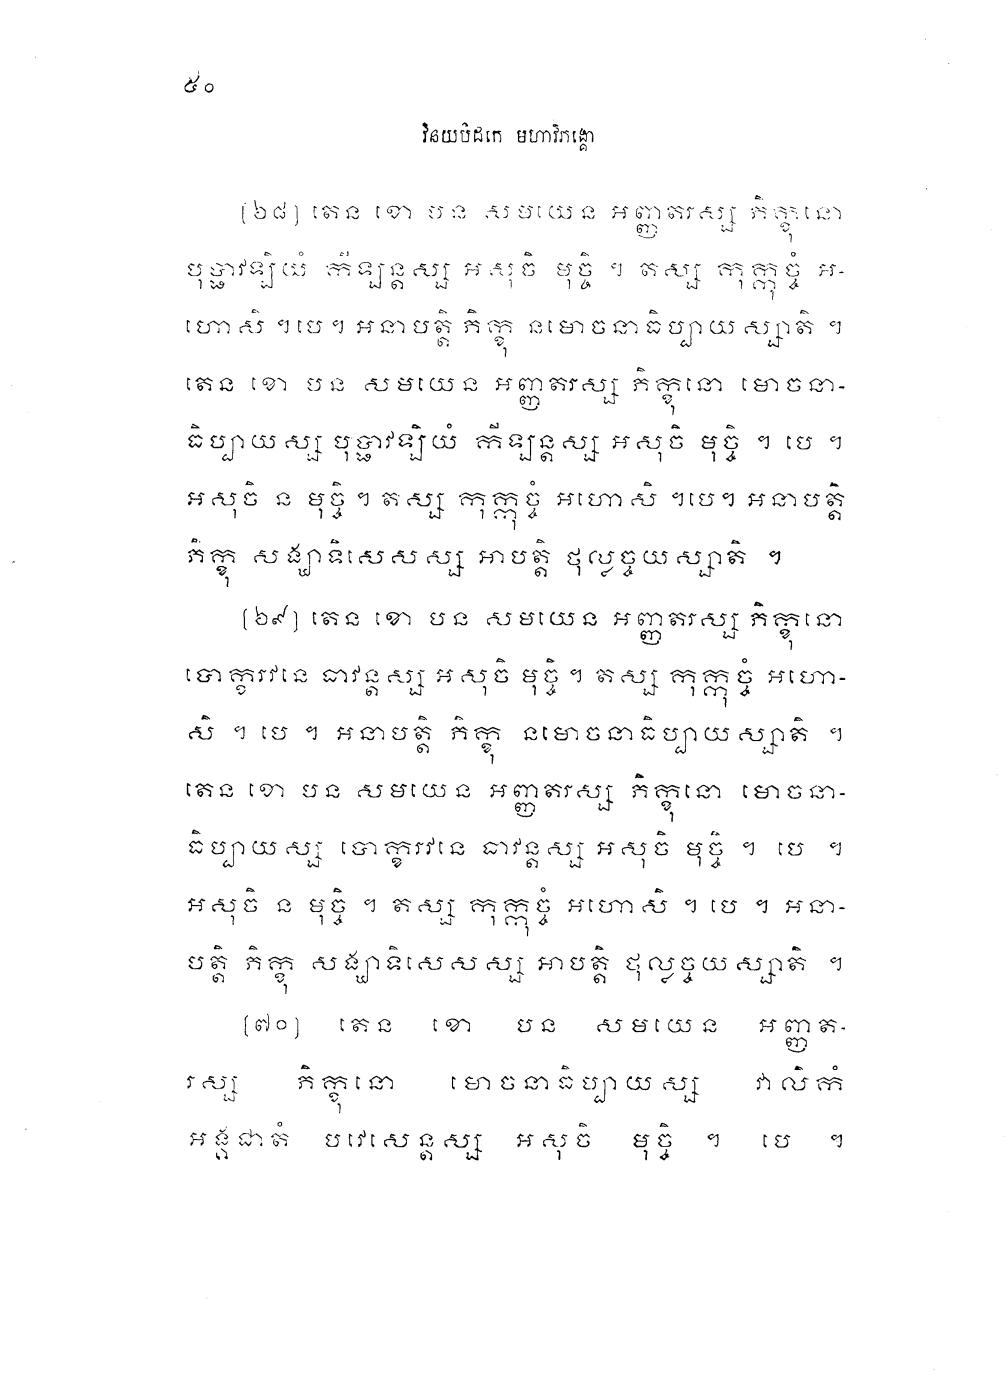 ៥០
វិនយបិដកេ មហាវិភង្គោ
(៦៨) តេន ខោ បន សមយេន អញ្ញតរស្ស ភិក្ខុនោ
បុប្ផាវឡិយំ កីឡន្តស្ស អសុចិ មុច្ចិ ។ តស្ស កុក្កុច្ចំ អ-
ហោសិ ។បេ។ អនាបត្តិ ភិក្ខុ នមោចនាធិប្បាយស្សាតិ ។
តេន ខោ បន សមយេន អញ្ញតរស្ស ភិក្ខុនោ មោចនា-
ធិប្បាយស្ស បុប្ផាវឡិយំ កីឡន្តស្ស អសុចិ មុច្ចិ ។ បេ ។
អសុចិ ន មុច្ចិ។ តស្ស កុក្កុច្ចំ អហោសិ ។បេ។ អនាបត្តិ
ភិក្ខុ សង្ឃាទិសេសស្ស អាបត្តិ ថុល្លច្ចយស្សាតិ ។
(៦៩) តេន ខោ បន សមយេន អញ្ញតរស្ស ភិក្ខុនោ
បោក្ខរវនេ ធាវន្តស្ស អសុចិ មុច្ចិ។ តស្ស កុក្កុច្ចំ អហោ-
សិ ។ បេ ។ អនាបត្តិ ភិក្ខុ នមោចនាធិប្បាយស្សាតិ ។
តេន ខោ បន សមយេន អញ្ញតរស្ស ភិក្ខុនោ មោចនា-
ធិប្បាយស្ស បោក្ខរវនេ ធាវន្តស្ស អសុចិ មុច្ចិ ។ បេ ។
អសុចិ ន មុច្ចិ ។ តស្ស កុក្កុច្ចំ អហោសិ ។ បេ ។ អនា-
បត្តិ ភិក្ខុ សង្ឃាទិសេសស្ស អាបត្តិ ថុល្លច្ចយស្សាតិ ។
(៧០) តេន ខោ បន សមយេន អញ្ញត-
រស្ស ភិក្ខុនោ មោចនាធិប្បាយស្ស វាលិកំ
អង្គជាតំ បវេសេន្តស្ស អសុចិ មុច្ចិ ។ បេ ។